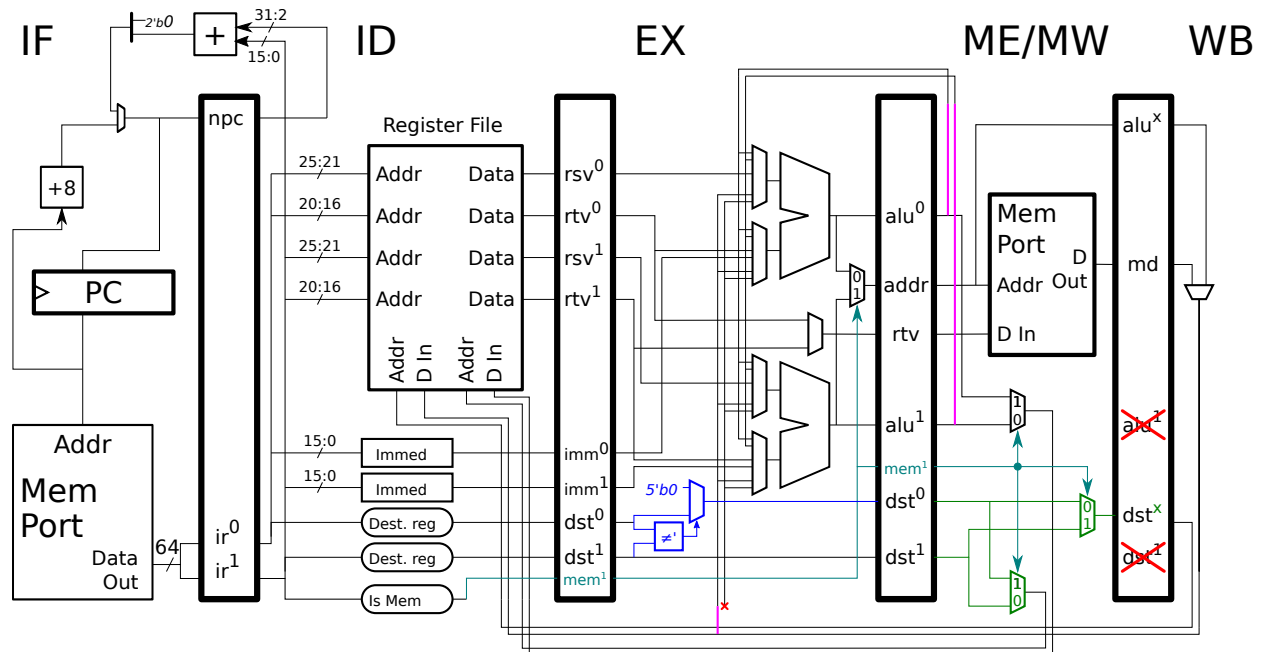 IF
ID
EX
ME/MW
WB
2'b0
+
31:2
15:0
npc
+8
PC
Addr
Mem
Port
Data
Out
64
ir0
ir1
Register File
25:21
Addr
Data
20:16
Addr
Data
25:21
Addr
Data
20:16
Addr
Data
Addr
D In
Addr
D In
15:0
Immed
15:0
Immed
Dest. reg
Dest. reg
Is Mem
rsv0
rtv0
rsv1
rtv1
imm0
imm1
dst0
dst1
mem1
5'b0
≠'
0
1
x
alu0
addr
rtv
alu1
mem1
dst0
dst1
Mem
Port
D
Out
Addr
D In
1
0
0
1
1
0
alux
md
alu1
dstx
dst1